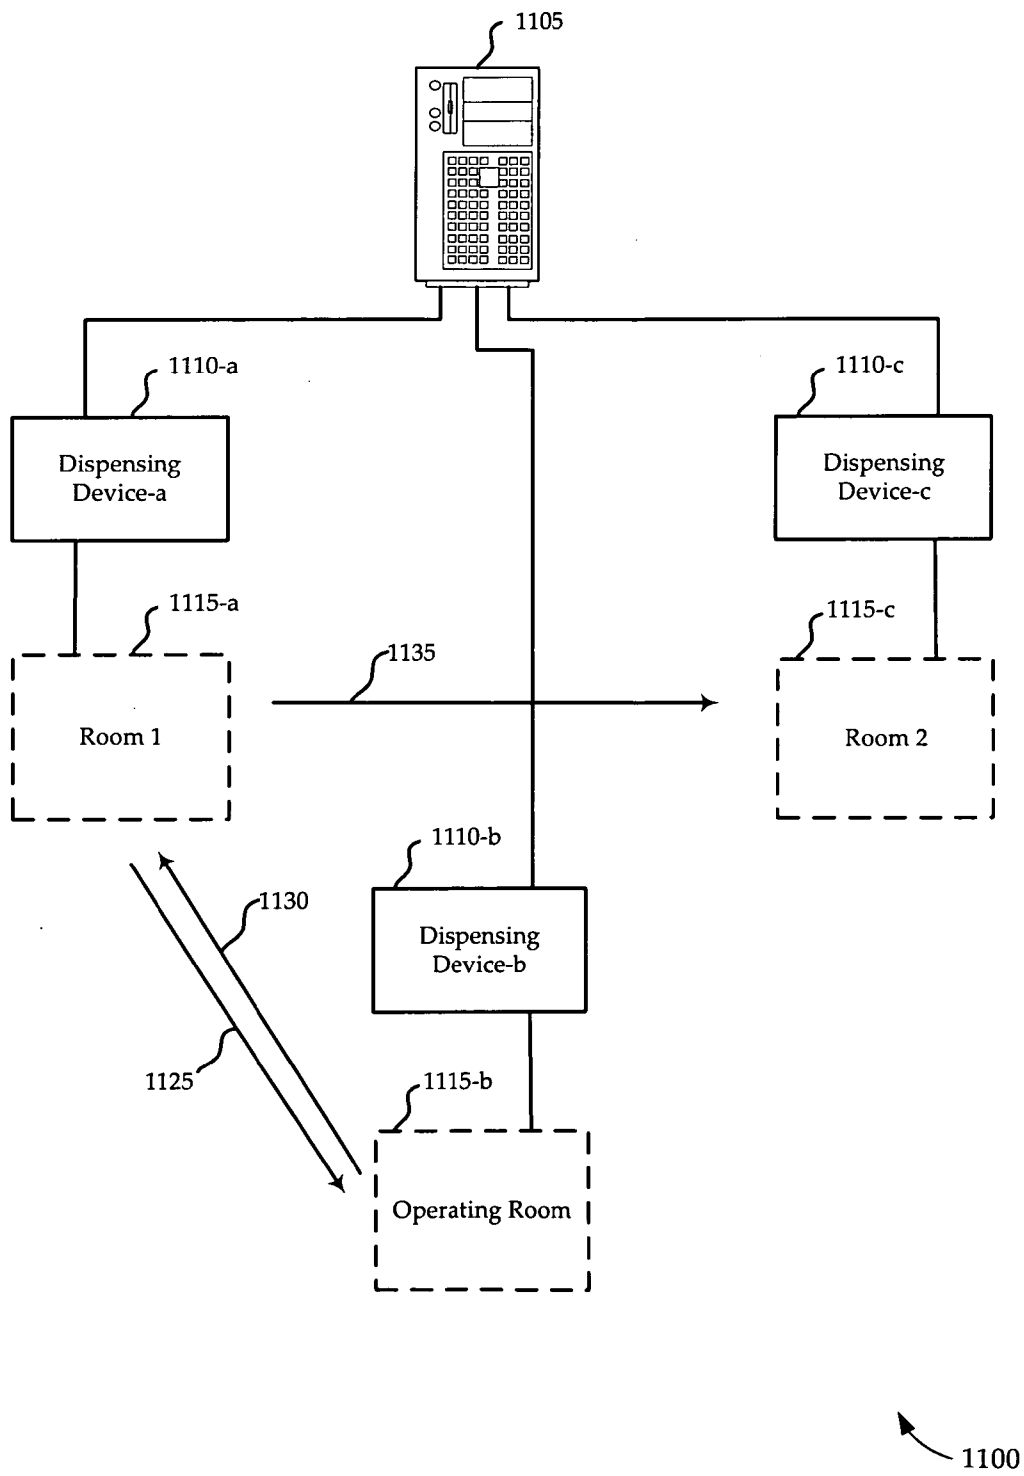 1105
1110-a
1110-c
Dispensing
Device-a
Dispensing
Device-c
1115-a
1115-c
1135
Room 1
Room 2
1110-b
1130
Dispensing
Device-b
1125
1115-b
Operating Room
1100